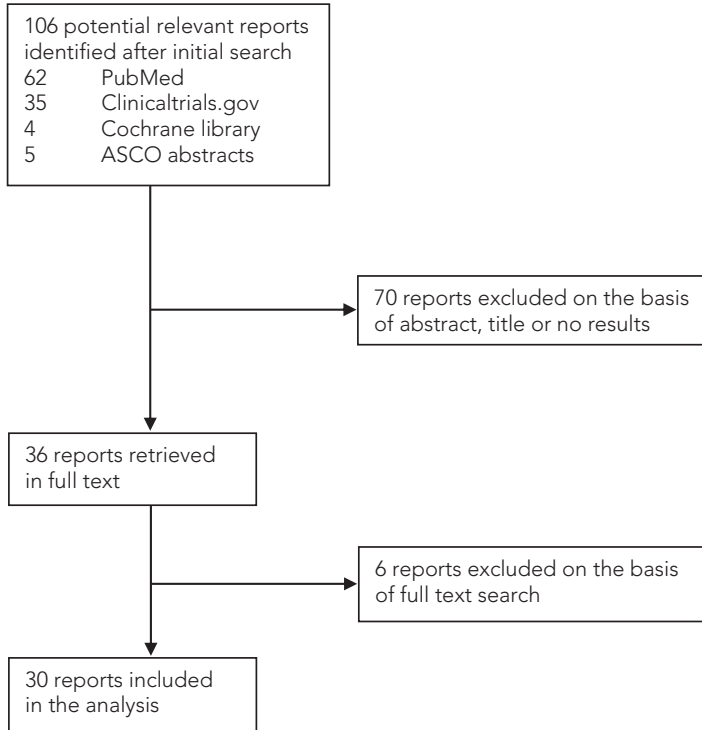 106 potential relevant reports
identified after initial search
62 PubMed
35 Clinicaltrials.gov
4 Cochrane library
5 ASCO abstracts
70 reports excluded on the basis
of abstract, title or no results
36 reports retrieved
in full text
6 reports excluded on the basis
of full text search
30 reports included
in the analysis